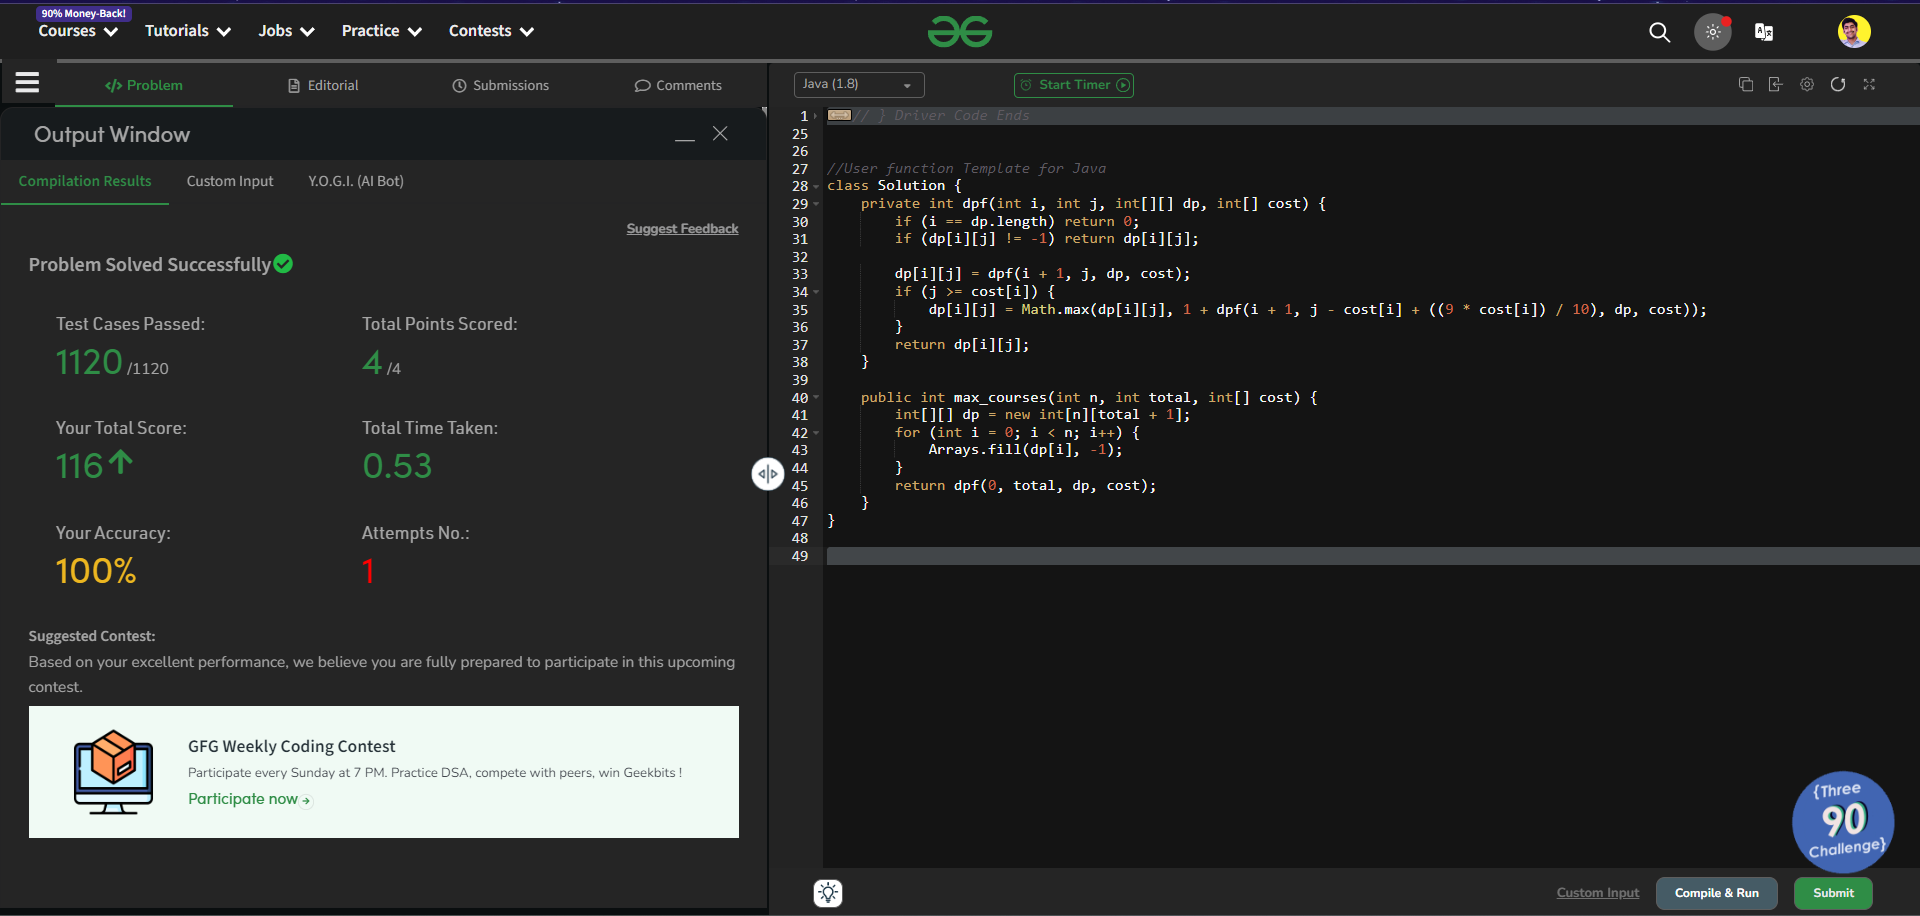 90% Money-Back!
Courses Tutorials Jobs Practice Contests
</> Problem Editorial Submissions Comments
Output Window
Compilation Results Custom Input Y.O.G.I. (AI Bot)
Suggest Feedback
Problem Solved Successfully
Test Cases Passed: Total Points Scored:
1120 /1120 4 /4
Your Total Score: Total Time Taken:
116 0.53
Your Accuracy: Attempts No.:
100% 1
Suggested Contest:
Based on your excellent performance, we believe you are fully prepared to participate in this upcoming
contest.
GFG Weekly Coding Contest
Participate every Sunday at 7 PM. Practice DSA, compete with peers, win Geekbits !
Participate now
Java (1.8) Start Timer
1 // } Driver Code Ends
25
26
27 //User function Template for Java
28 class Solution {
29     private int dpf(int i, int j, int[][] dp, int[] cost) {
30         if (i == dp.length) return 0;
31         if (dp[i][j] != -1) return dp[i][j];
32
33         dp[i][j] = dpf(i + 1, j, dp, cost);
34         if (j >= cost[i]) {
35             dp[i][j] = Math.max(dp[i][j], 1 + dpf(i + 1, j - cost[i] + ((9 * cost[i]) / 10), dp, cost));
36         }
37         return dp[i][j];
38     }
39
40     public int max_courses(int n, int total, int[] cost) {
41         int[][] dp = new int[n][total + 1];
42         for (int i = 0; i < n; i++) {
43             Arrays.fill(dp[i], -1);
44         }
45         return dpf(0, total, dp, cost);
46     }
47 }
48
49
{Three
90
Challenge}
Custom Input Compile & Run Submit